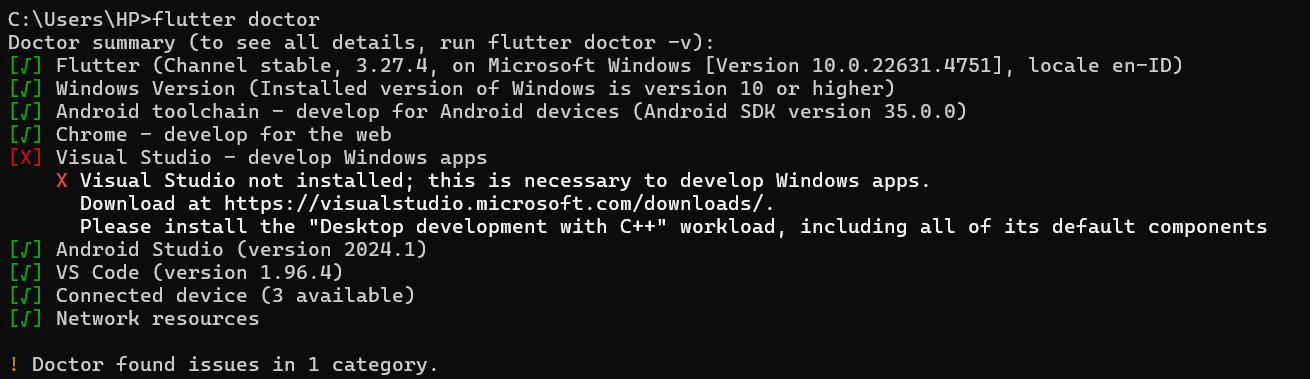 C:\Users\HP>flutter doctor
Doctor summary (to see all details, run flutter doctor -v):
[√] Flutter (Channel stable, 3.27.4, on Microsoft Windows [Version 10.0.22631.4751], locale en-ID)
[√] Windows Version (Installed version of Windows is version 10 or higher)
[√] Android toolchain - develop for Android devices (Android SDK version 35.0.0)
[√] Chrome - develop for the web
[X] Visual Studio - develop Windows apps
    X Visual Studio not installed; this is necessary to develop Windows apps.
      Download at https://visualstudio.microsoft.com/downloads/.
      Please install the "Desktop development with C++" workload, including all of its default components
[√] Android Studio (version 2024.1)
[√] VS Code (version 1.96.4)
[√] Connected device (3 available)
[√] Network resources
! Doctor found issues in 1 category.